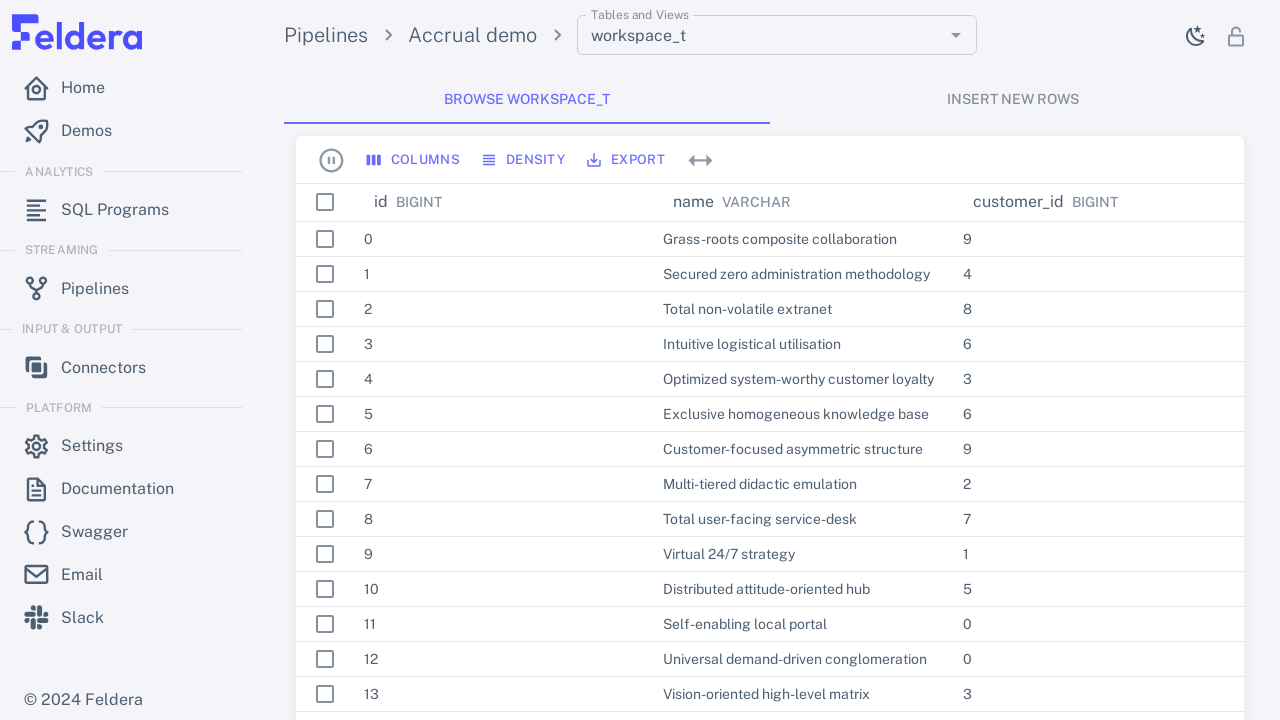 Feldera
Home
Demos
ANALYTICS
SQL Programs
STREAMING
Pipelines
INPUT & OUTPUT
Connectors
PLATFORM
Settings
Documentation
Swagger
Email
Slack
© 2024 Feldera
Pipelines > Accrual demo >
Tables and Views
workspace_t
BROWSE WORKSPACE_T INSERT NEW ROWS
COLUMNS DENSITY EXPORT
id BIGINT name VARCHAR customer_id BIGINT
0 Grass-roots composite collaboration 9
1 Secured zero administration methodology 4
2 Total non-volatile extranet 8
3 Intuitive logistical utilisation 6
4 Optimized system-worthy customer loyalty 3
5 Exclusive homogeneous knowledge base 6
6 Customer-focused asymmetric structure 9
7 Multi-tiered didactic emulation 2
8 Total user-facing service-desk 7
9 Virtual 24/7 strategy 1
10 Distributed attitude-oriented hub 5
11 Self-enabling local portal 0
12 Universal demand-driven conglomeration 0
13 Vision-oriented high-level matrix 3